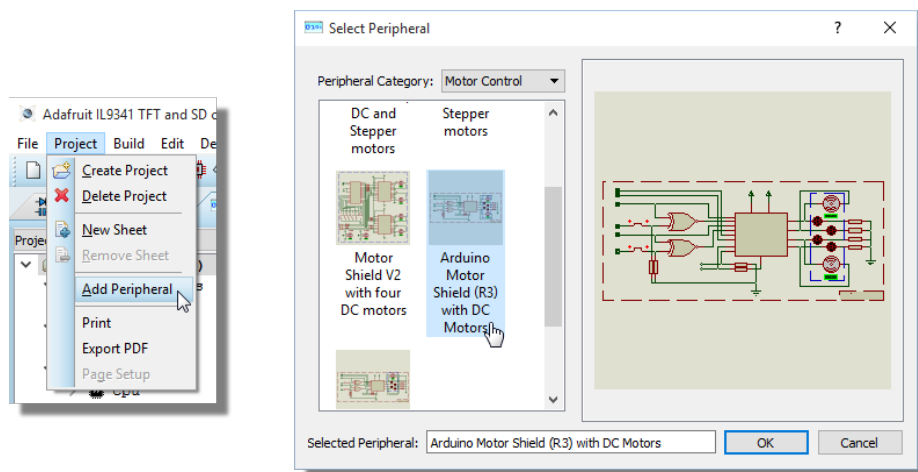 Adafruit IL9341 TFT and SD
File Project Build Edit
Create Project
Delete Project
New Sheet
Remove Sheet
Add Peripheral
Print
Export PDF
Page Setup
Cpu
Select Peripheral
?
Peripheral Category: Motor Control
DC and
Stepper
motors
Stepper
motors
Motor
Shield V2
with four
DC motors
Arduino
Motor
Shield (R3)
with DC
Motors
Selected Peripheral: Arduino Motor Shield (R3) with DC Motors
OK
Cancel